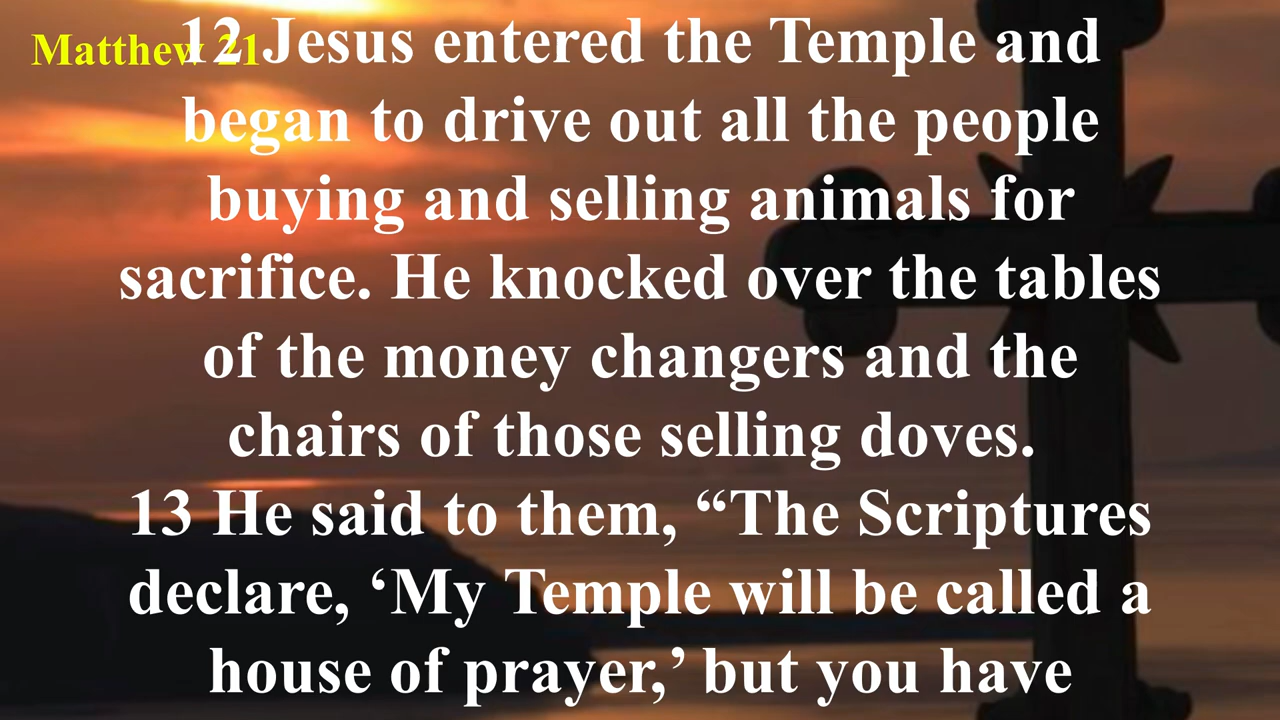 Matthew 21
12 Jesus entered the Temple and
began to drive out all the people
buying and selling animals for
sacrifice. He knocked over the tables
of the money changers and the
chairs of those selling doves.
13 He said to them, “The Scriptures
declare, ‘My Temple will be called a
house of prayer,’ but you have